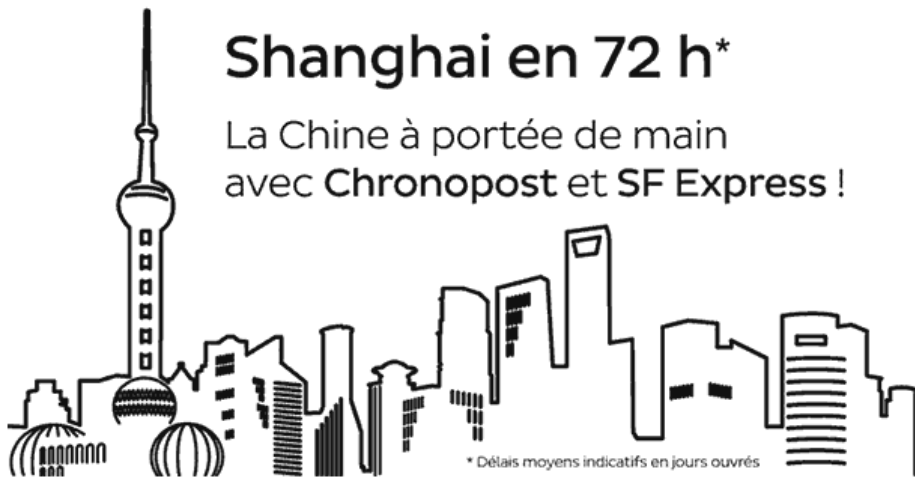 Shanghai en 72 h*
La Chine à portée de main
avec Chronopost et SF Express !
* Délais moyens indicatifs en jours ouvrés